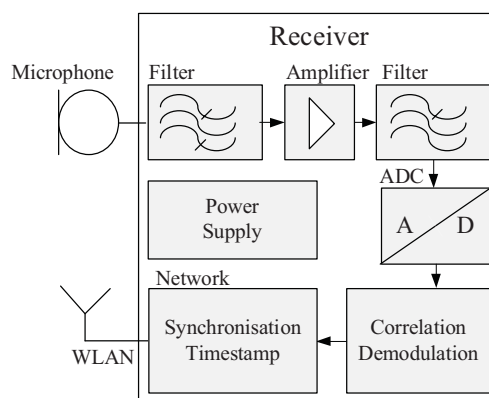 Receiver
Microphone
Filter
Amplifier
Filter
ADC
A
D
Power
Supply
Network
Synchronisation
Timestamp
Correlation
Demodulation
WLAN